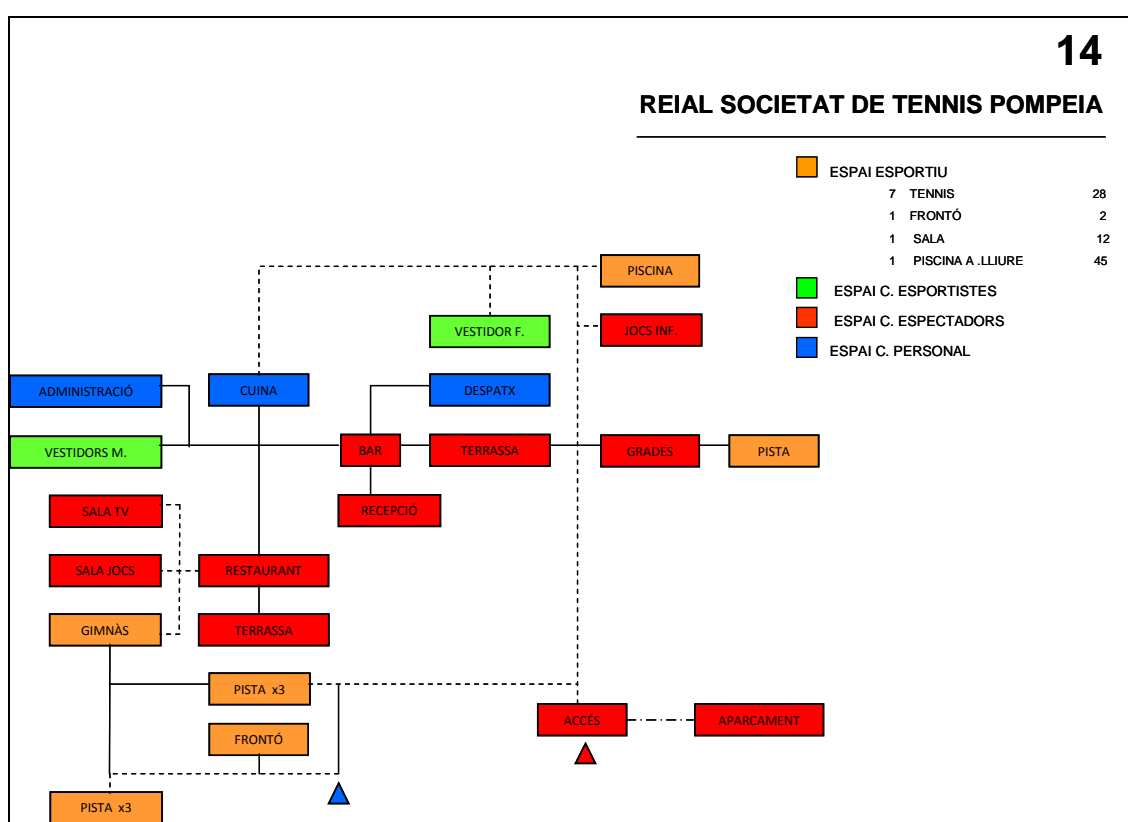 14
REIAL SOCIETAT DE TENNIS POMPEIA
ESPAI ESPORTIU
7 TENNIS 28
1 FRONTÓ 2
1 SALA 12
1 PISCINA A .LLIURE 45
ESPAI C. ESPORTISTES
ESPAI C. ESPECTADORS
ESPAI C. PERSONAL
PISCINA
VESTIDOR F.
JOCS INF.
ADMINISTRACIÓ
CUINA
DESPATX
VESTIDORS M.
BAR
TERRASSA
GRADES
PISTA
SALA TV
RECEPCIÓ
SALA JOCS
RESTAURANT
GIMNÀS
TERRASSA
PISTA x3
ACCÉS
APARCAMENT
FRONTÓ
PISTA x3